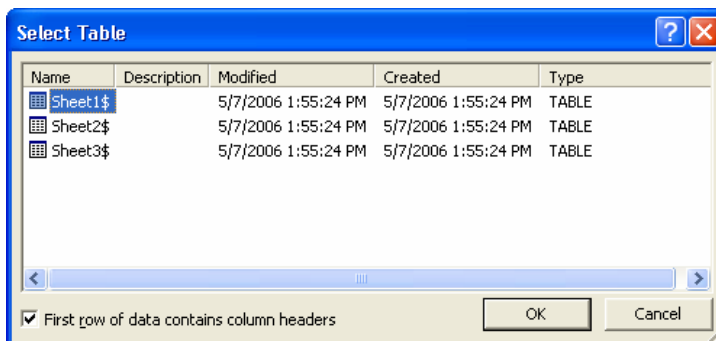 Select Table
Name Description Modified Created Type
Sheet1$ 5/7/2006 1:55:24 PM 5/7/2006 1:55:24 PM TABLE
Sheet2$ 5/7/2006 1:55:24 PM 5/7/2006 1:55:24 PM TABLE
Sheet3$ 5/7/2006 1:55:24 PM 5/7/2006 1:55:24 PM TABLE
First row of data contains column headers OK Cancel